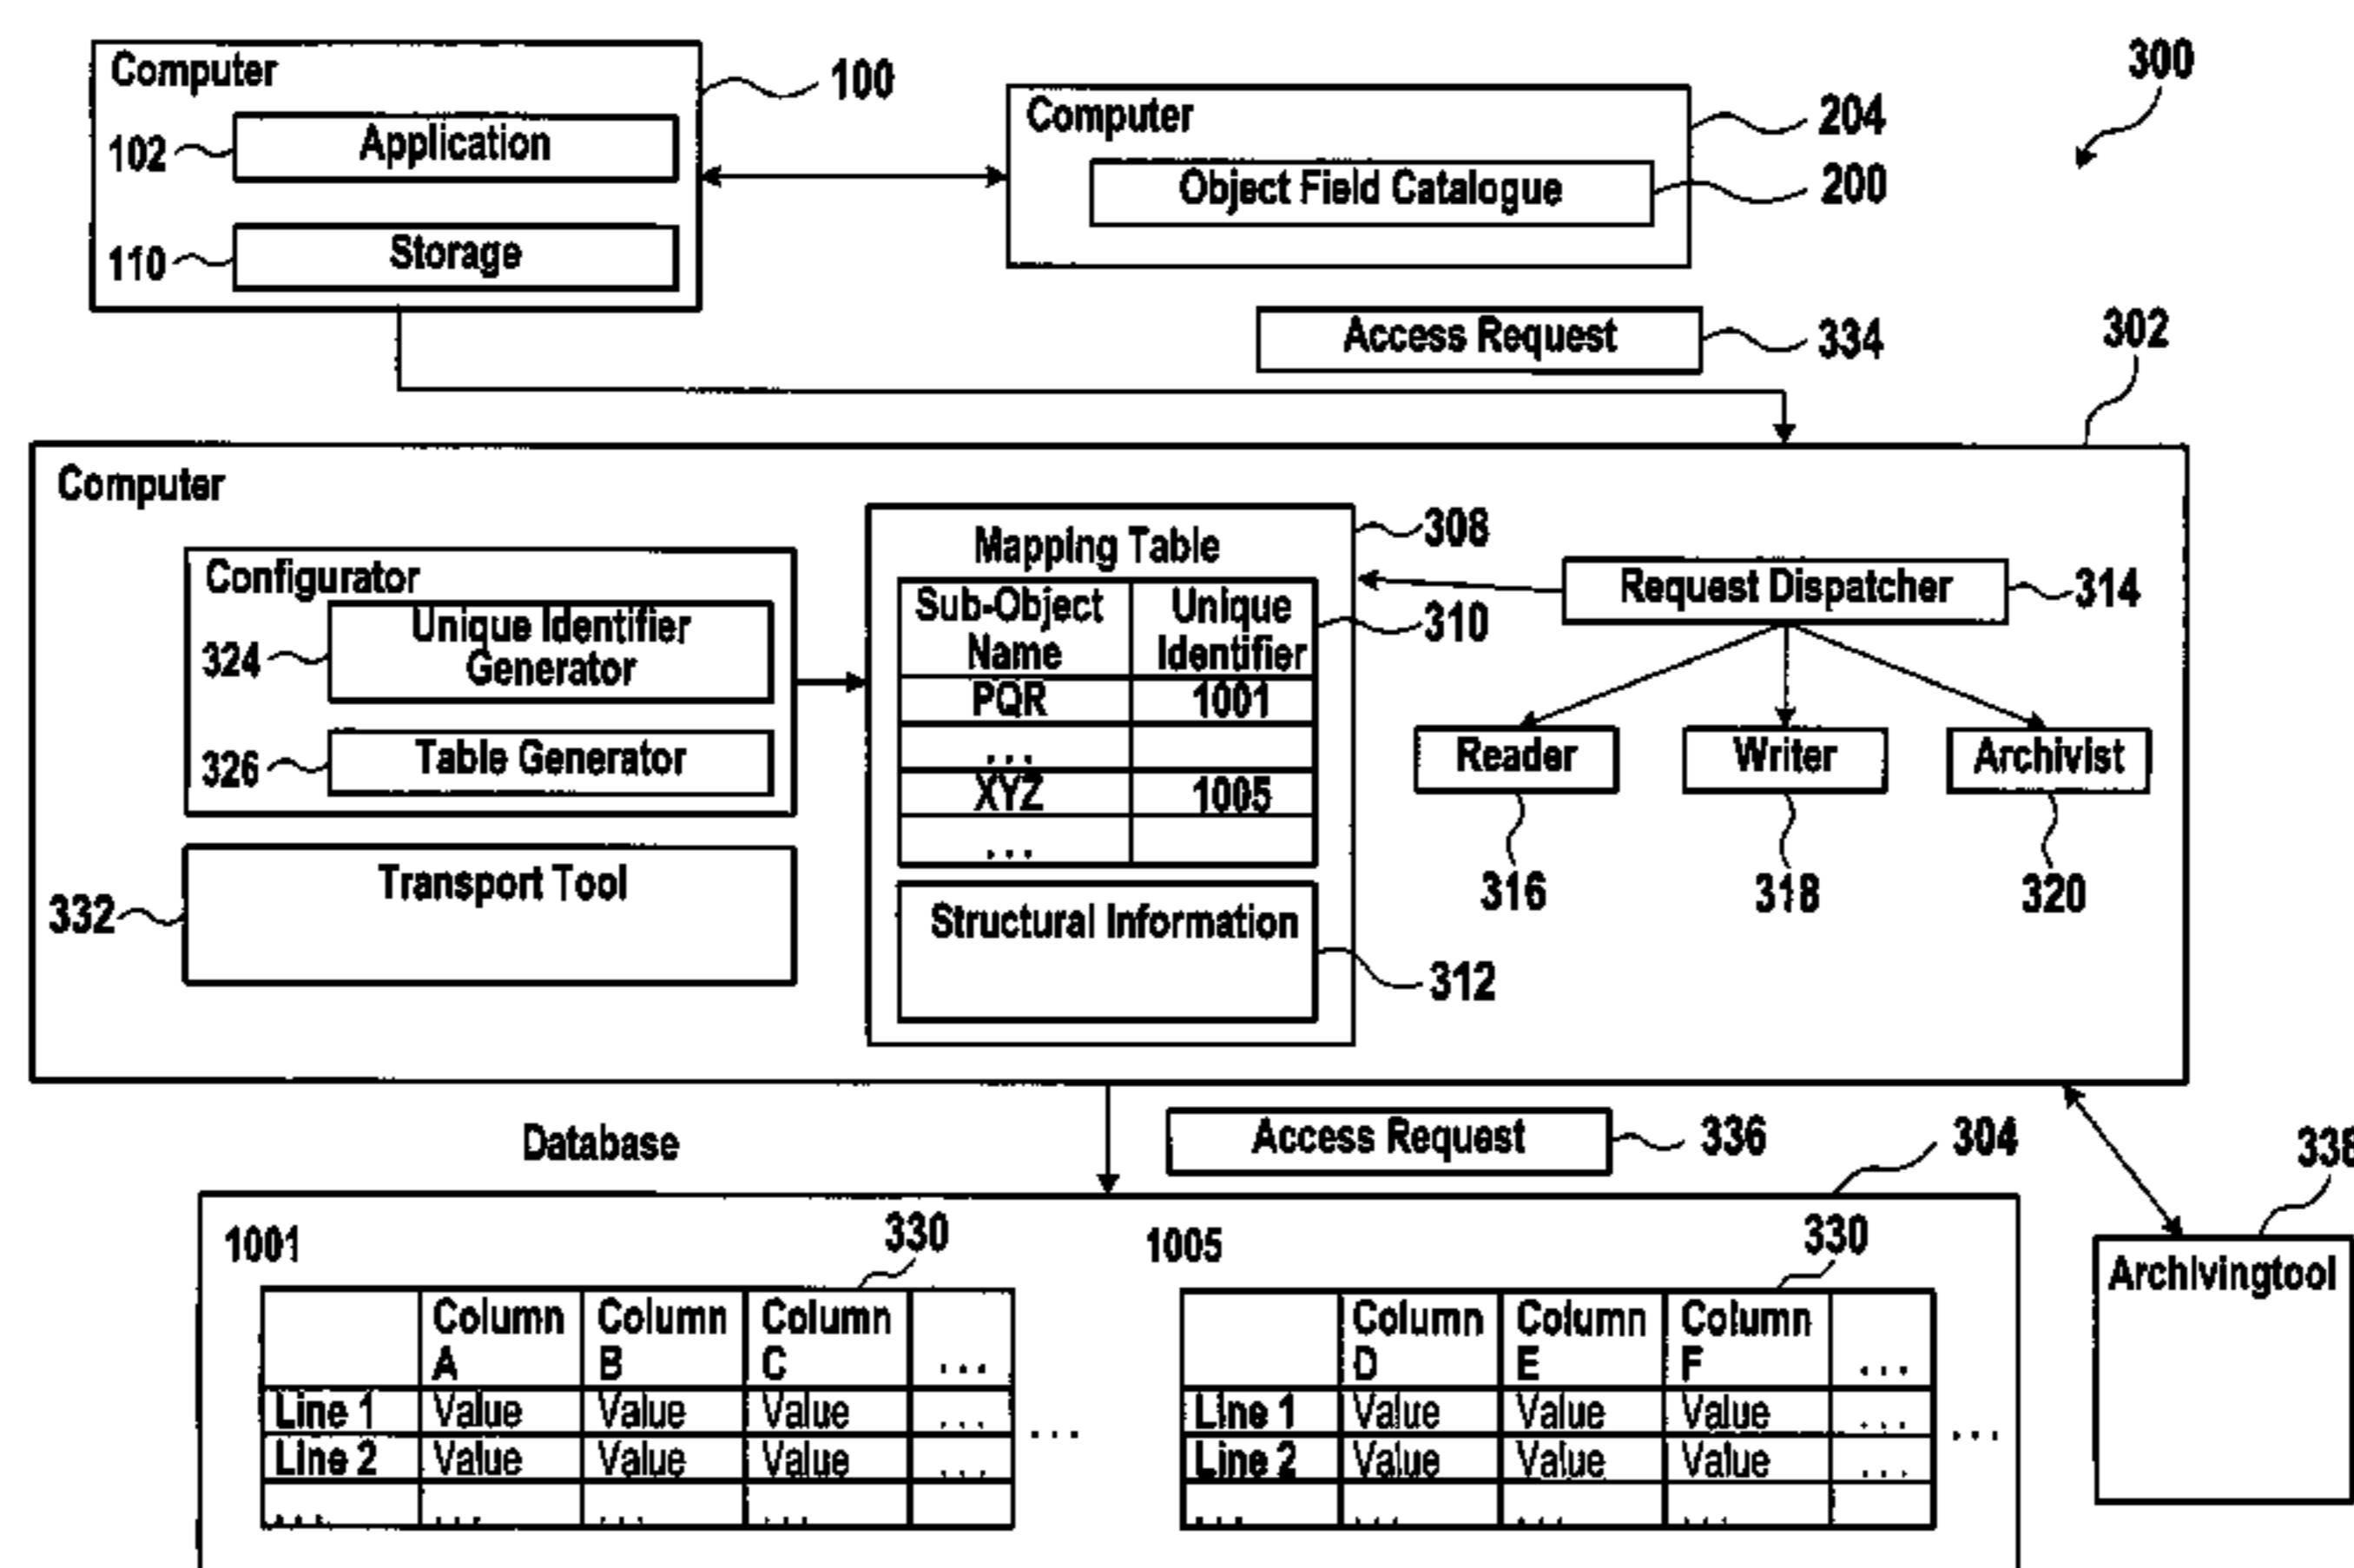 Computer
100
102
Application
110
Storage
Computer
204
Object Field Catalogue
200
300
Access Request
334
302
Computer
Configurator
324
Unique Identifier
Generator
326
Table Generator
332
Transport Tool
308
Mapping Table
310
Sub-Object
Name
Unique
Identifier
PQR
1001
...
XYZ
1005
...
Structural Information
312
Request Dispatcher
314
Reader
Writer
Archivist
316
318
320
Database
Access Request
336
304
338
Archivingtool
1001
330
Column
A
Column
B
Column
C
...
Line 1
Value
Value
Value
...
Line 2
Value
Value
Value
...
... ... ... ...
...
1005
330
Column
D
Column
E
Column
F
...
Line 1
Value
Value
Value
...
Line 2
Value
Value
Value
...
... ... ... ...
...